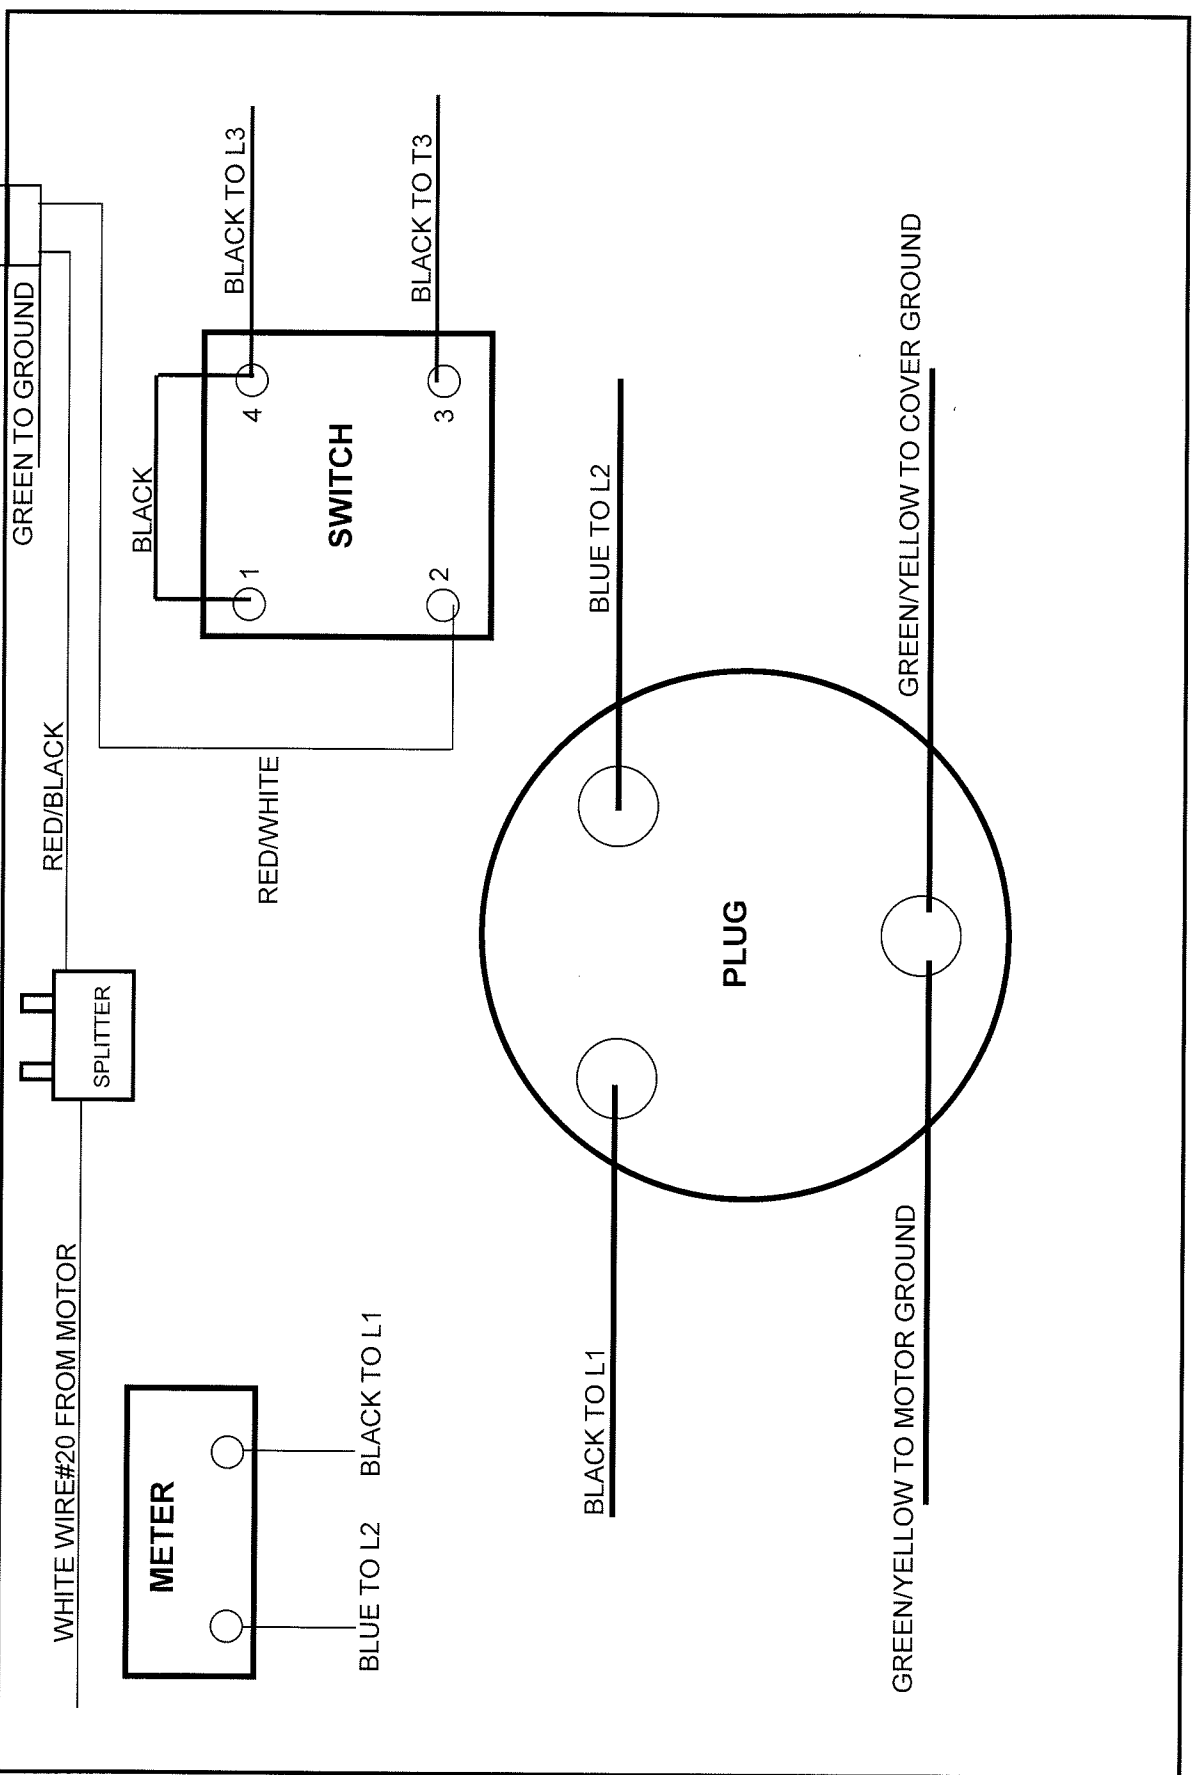 GREEN TO GROUND
RED/BLACK
WHITE WIRE#20 FROM MOTOR
SPLITTER
BLACK
BLACK TO L3
BLACK TO T3
1
4
2
3
SWITCH
RED/WHITE
METER
BLUE TO L2
BLACK TO L1
BLUE TO L2
PLUG
BLACK TO L1
GREEN/YELLOW TO MOTOR GROUND
GREEN/YELLOW TO COVER GROUND